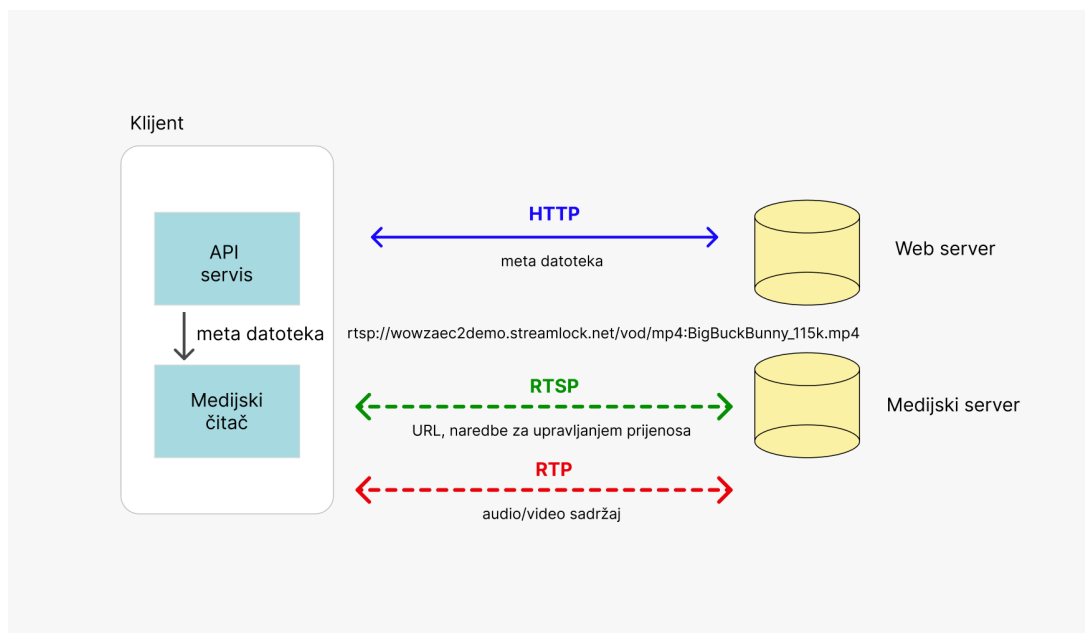 Klijent
API
servis
meta datoteka
Medijski
čitač
HTTP
meta datoteka
rtsp://wowzaec2demo.streamlock.net/vod/mp4:BigBuckBunny_115k.mp4
RTSP
URL, naredbe za upravljanjem prijenosa
RTP
audio/video sadržaj
Web server
Medijski server